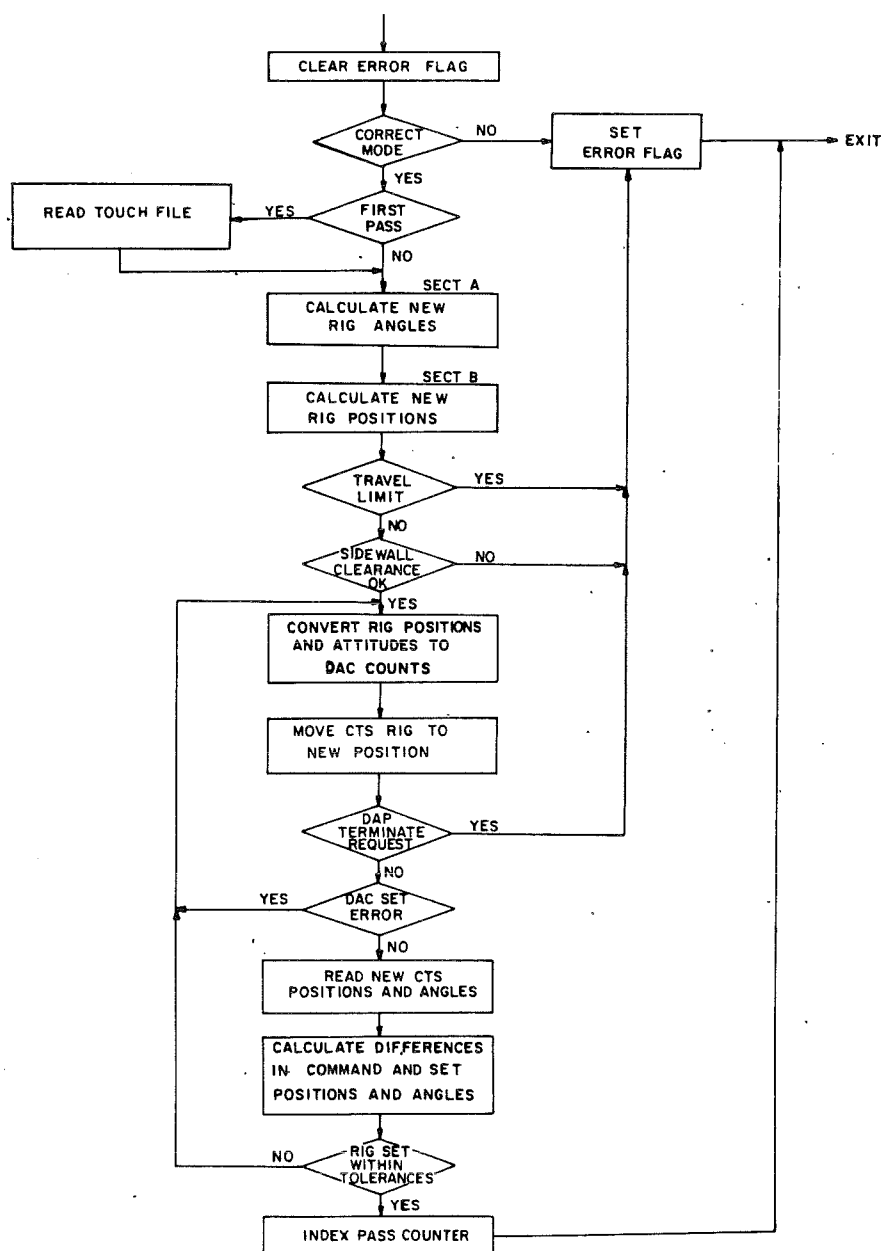 CLEAR ERROR FLAG
CORRECT
MODE
NO
SET
ERROR FLAG
EXIT
YES
READ TOUCH FILE
YES
FIRST
PASS
NO
SECT A
CALCULATE NEW
RIG ANGLES
SECT B
CALCULATE NEW
RIG POSITIONS
TRAVEL
LIMIT
YES
NO
SIDEWALL
CLEARANCE
OK
NO
YES
CONVERT RIG POSITIONS
AND ATTITUDES TO
DAC COUNTS
MOVE CTS RIG TO
NEW POSITION
DAP
TERMINATE
REQUEST
YES
NO
YES
DAC SET
ERROR
NO
READ NEW CTS
POSITIONS AND ANGLES
CALCULATE DIFFERENCES
IN COMMAND AND SET
POSITIONS AND ANGLES
NO
RIG SET
WITHIN
TOLERANCES
YES
INDEX PASS COUNTER